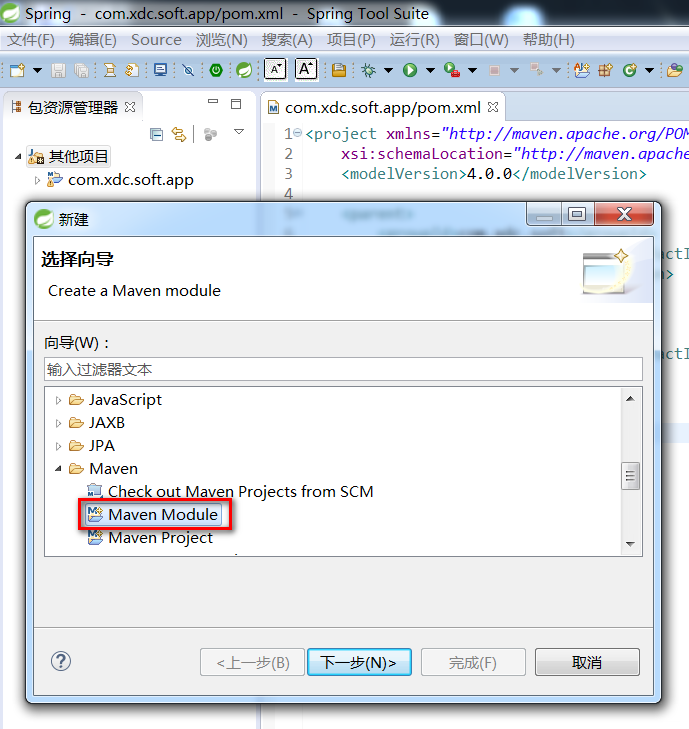 Spring - com.xdc.soft.app/pom.xml - Spring Tool Suite
文件(F) 编辑(E) Source 浏览(N) 搜索(A) 项目(P) 运行(R) 窗口(W) 帮助(H)
包资源管理器
com.xdc.soft.app/pom.xml
其他项目
com.xdc.soft.app
1 <project xmlns="http://maven.apache.org/POM
2 xsi:schemaLocation="http://maven.apache
3 <modelVersion>4.0.0</modelVersion>
4
新建
选择向导
Create a Maven module
向导(W)：
输入过滤器文本
JavaScript
JAXB
JPA
Maven
Check out Maven Projects from SCM
Maven Module
Maven Project
<上一步(B)
下一步(N)>
完成(F)
取消